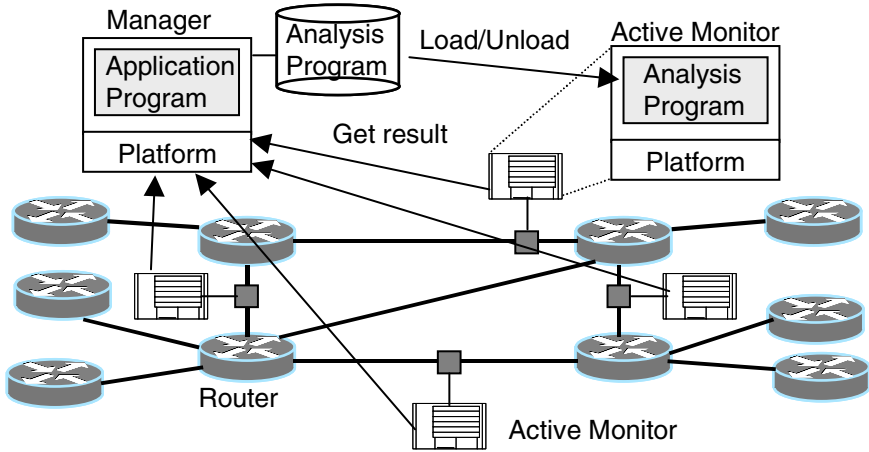 Manager
Analysis
Program
Load/Unload
Active Monitor
Application
Program
Analysis
Program
Get result
Platform
Platform
Router
Active Monitor